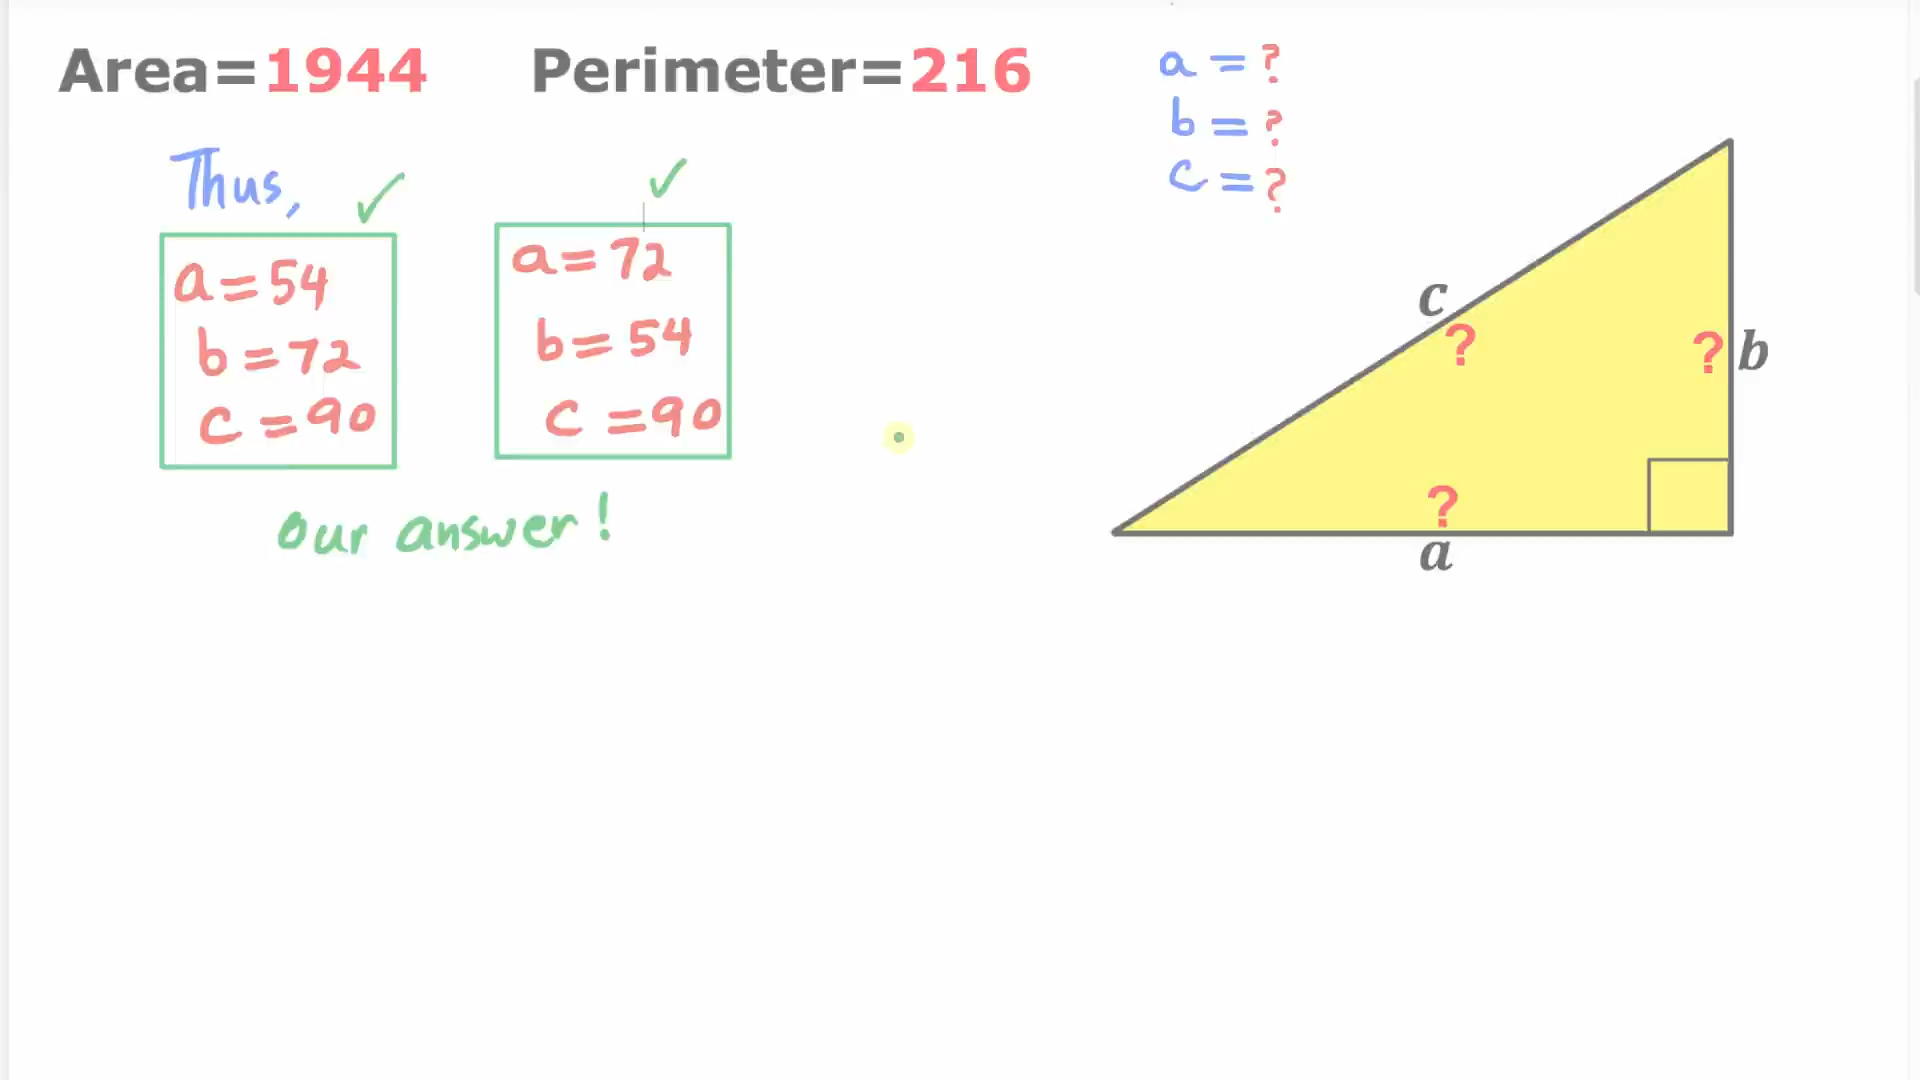 Area=1944 Perimeter=216
a = ?
b = ?
c = ?
Thus,
a=54
b=72
c=90
a=72
b=54
c=90
our answer!
c
?
? b
?
a